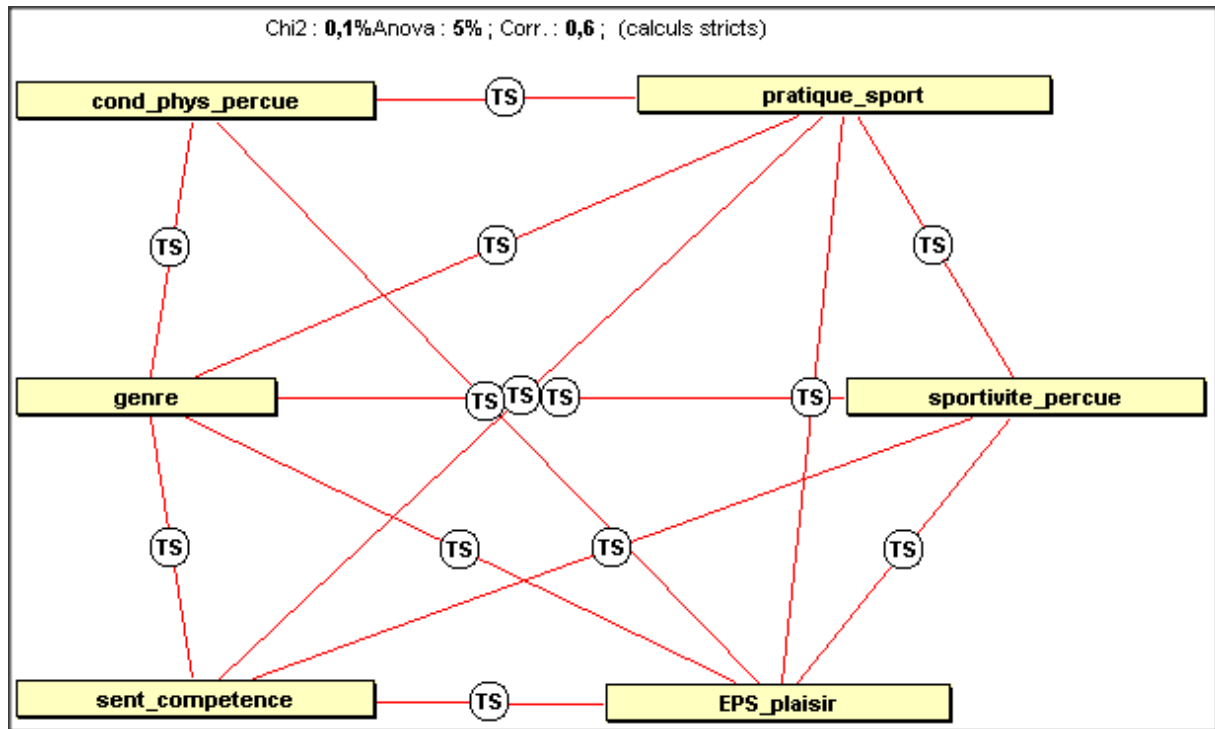 Chi2 : 0,1%Anova : 5% ; Corr. : 0,6 ; (calculs stricts)
cond_phys_percue
TS
pratique_sport
TS
TS
TS
genre
TS
TS
TS
TS
sportivite_percue
TS
TS
TS
TS
sent_competence
TS
EPS_plaisir